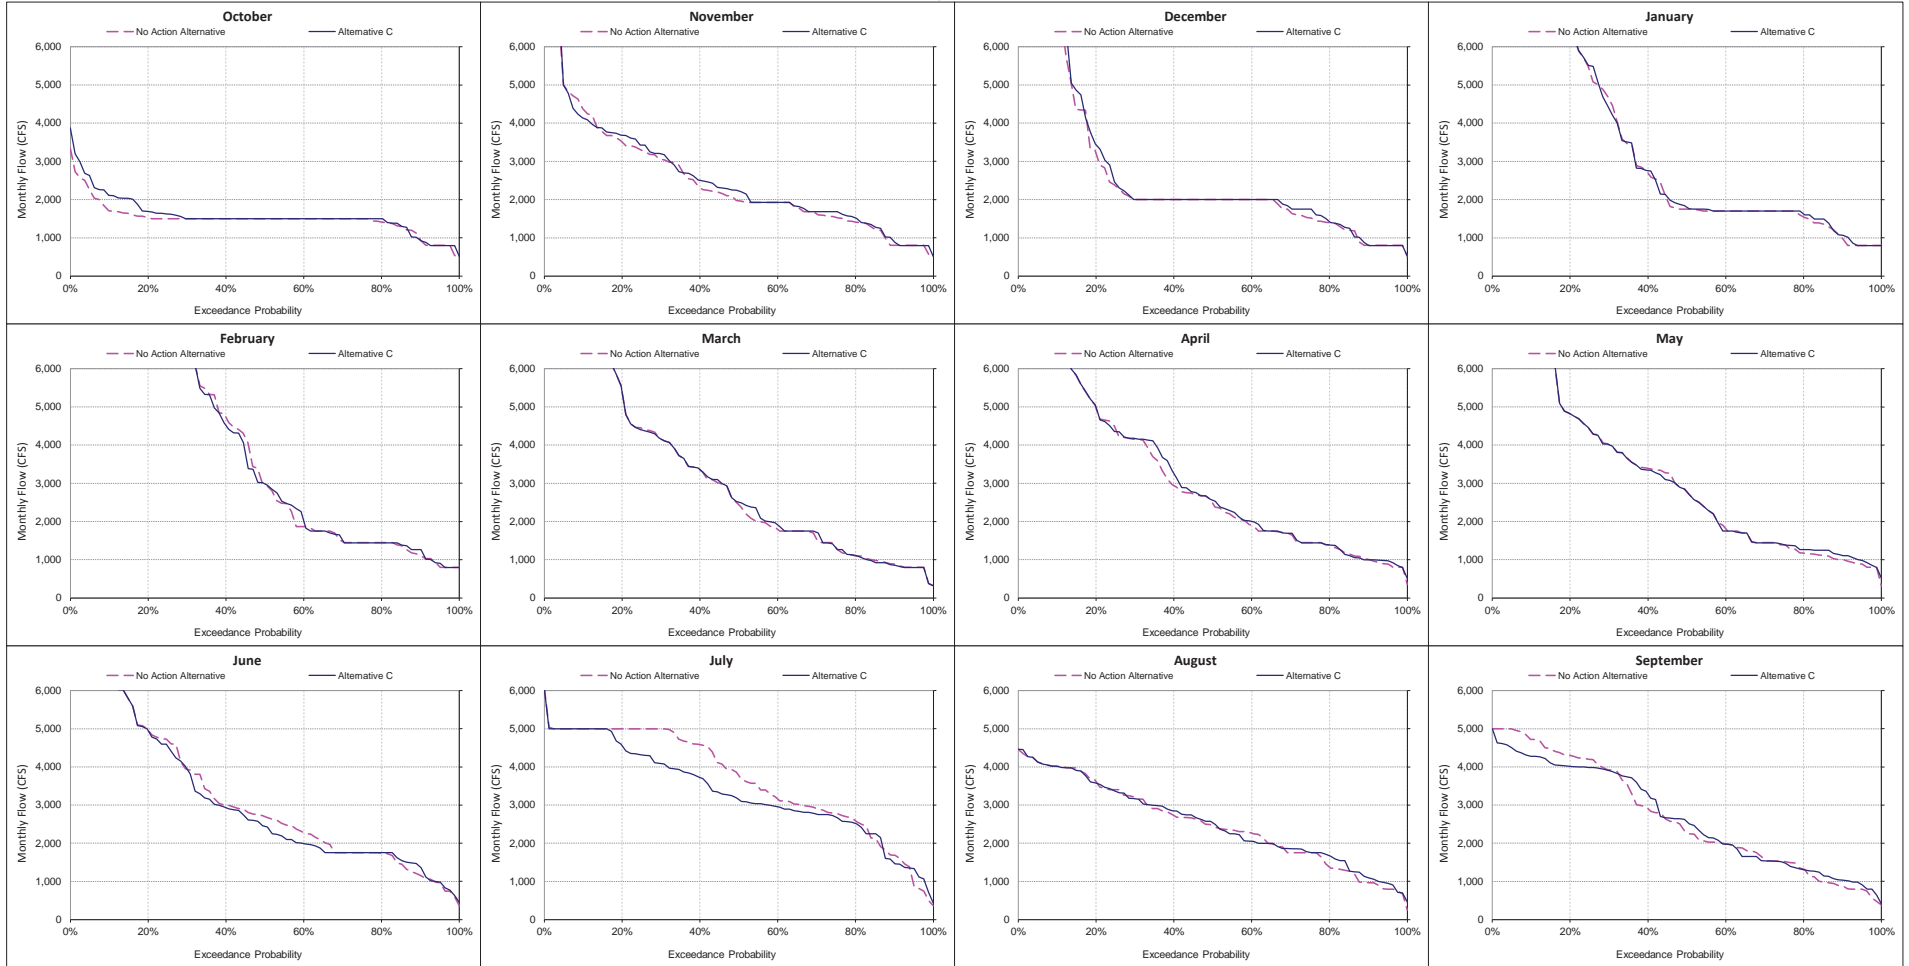 October
No Action Alternative Alternative C
6,000
5,000
4,000
3,000
2,000
1,000
0
Monthly Flow (CFS)
0% 20% 40% 60% 80% 100%
Exceedance Probability
November
No Action Alternative Alternative C
6,000
5,000
4,000
3,000
2,000
1,000
0
Monthly Flow (CFS)
0% 20% 40% 60% 80% 100%
Exceedance Probability
December
No Action Alternative Alternative C
6,000
5,000
4,000
3,000
2,000
1,000
0
Monthly Flow (CFS)
0% 20% 40% 60% 80% 100%
Exceedance Probability
January
No Action Alternative Alternative C
6,000
5,000
4,000
3,000
2,000
1,000
0
Monthly Flow (CFS)
0% 20% 40% 60% 80% 100%
Exceedance Probability
February
No Action Alternative Alternative C
6,000
5,000
4,000
3,000
2,000
1,000
0
Monthly Flow (CFS)
0% 20% 40% 60% 80% 100%
Exceedance Probability
March
No Action Alternative Alternative C
6,000
5,000
4,000
3,000
2,000
1,000
0
Monthly Flow (CFS)
0% 20% 40% 60% 80% 100%
Exceedance Probability
April
No Action Alternative Alternative C
6,000
5,000
4,000
3,000
2,000
1,000
0
Monthly Flow (CFS)
0% 20% 40% 60% 80% 100%
Exceedance Probability
May
No Action Alternative Alternative C
6,000
5,000
4,000
3,000
2,000
1,000
0
Monthly Flow (CFS)
0% 20% 40% 60% 80% 100%
Exceedance Probability
June
No Action Alternative Alternative C
6,000
5,000
4,000
3,000
2,000
1,000
0
Monthly Flow (CFS)
0% 20% 40% 60% 80% 100%
Exceedance Probability
July
No Action Alternative Alternative C
6,000
5,000
4,000
3,000
2,000
1,000
0
Monthly Flow (CFS)
0% 20% 40% 60% 80% 100%
Exceedance Probability
August
No Action Alternative Alternative C
6,000
5,000
4,000
3,000
2,000
1,000
0
Monthly Flow (CFS)
0% 20% 40% 60% 80% 100%
Exceedance Probability
September
No Action Alternative Alternative C
6,000
5,000
4,000
3,000
2,000
1,000
0
Monthly Flow (CFS)
0% 20% 40% 60% 80% 100%
Exceedance Probability